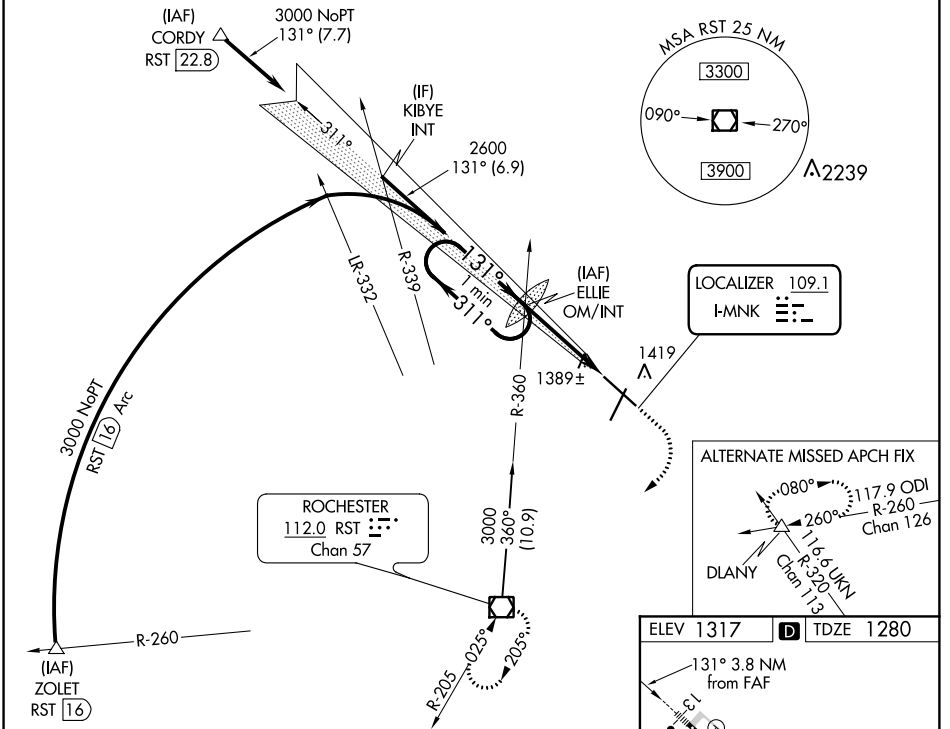 (IAF)
CORDY
RST 22.8
3000 NoPT
131° (7.7)
(IF)
KIBYE
INT
311°
2600
131° (6.9)
MSA RST 25 NM
3300
090°
270°
3900
2239
LR-332
R-339
131°
1 min
311°
(IAF)
ELLIE
OM/INT
LOCALIZER 109.1
I-MNK
1419
1389±
R-360
3000 NoPT
RST 16 Arc
ROCHESTER
112.0 RST
Chan 57
3000
360°
(10.9)
ALTERNATE MISSED APCH FIX
080°
117.9 ODI
R-260
Chan 126
260°
116.6 UKN
R-320
Chan 113
DLANY
R-260
(IAF)
ZOLET
RST 16
025°
205°
R-205
ELEV 1317
D
TDZE 1280
131° 3.8 NM
from FAF
13